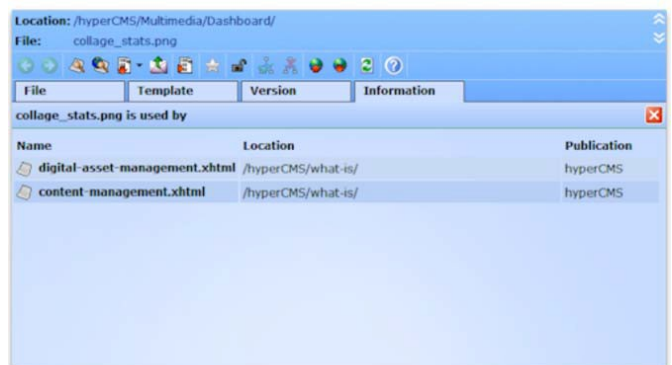 Location: /hyperCMS/Multimedia/Dashboard/
File: collage_stats.png
File Template Version Information
collage_stats.png is used by
Name Location Publication
digital-asset-management.xhtml /hyperCMS/what-is/ hyperCMS
content-management.xhtml /hyperCMS/what-is/ hyperCMS